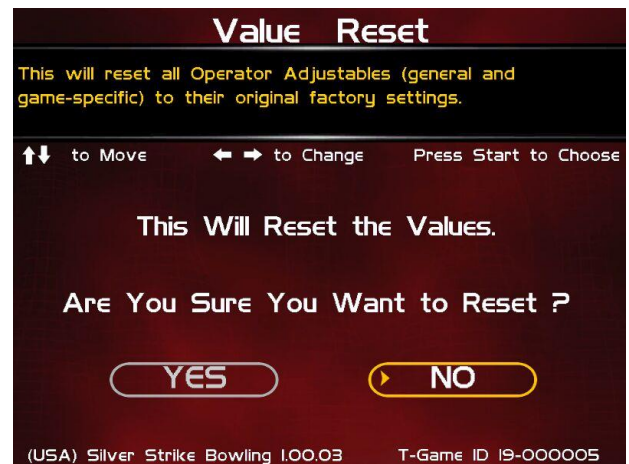 Value Reset
This will reset all Operator Adjustables (general and
game-specific) to their original factory settings.
to Move to Change Press Start to Choose
This Will Reset the Values.
Are You Sure You Want to Reset ?
YES NO
(USA) Silver Strike Bowling 1.00.03 T-Game ID 19-000005